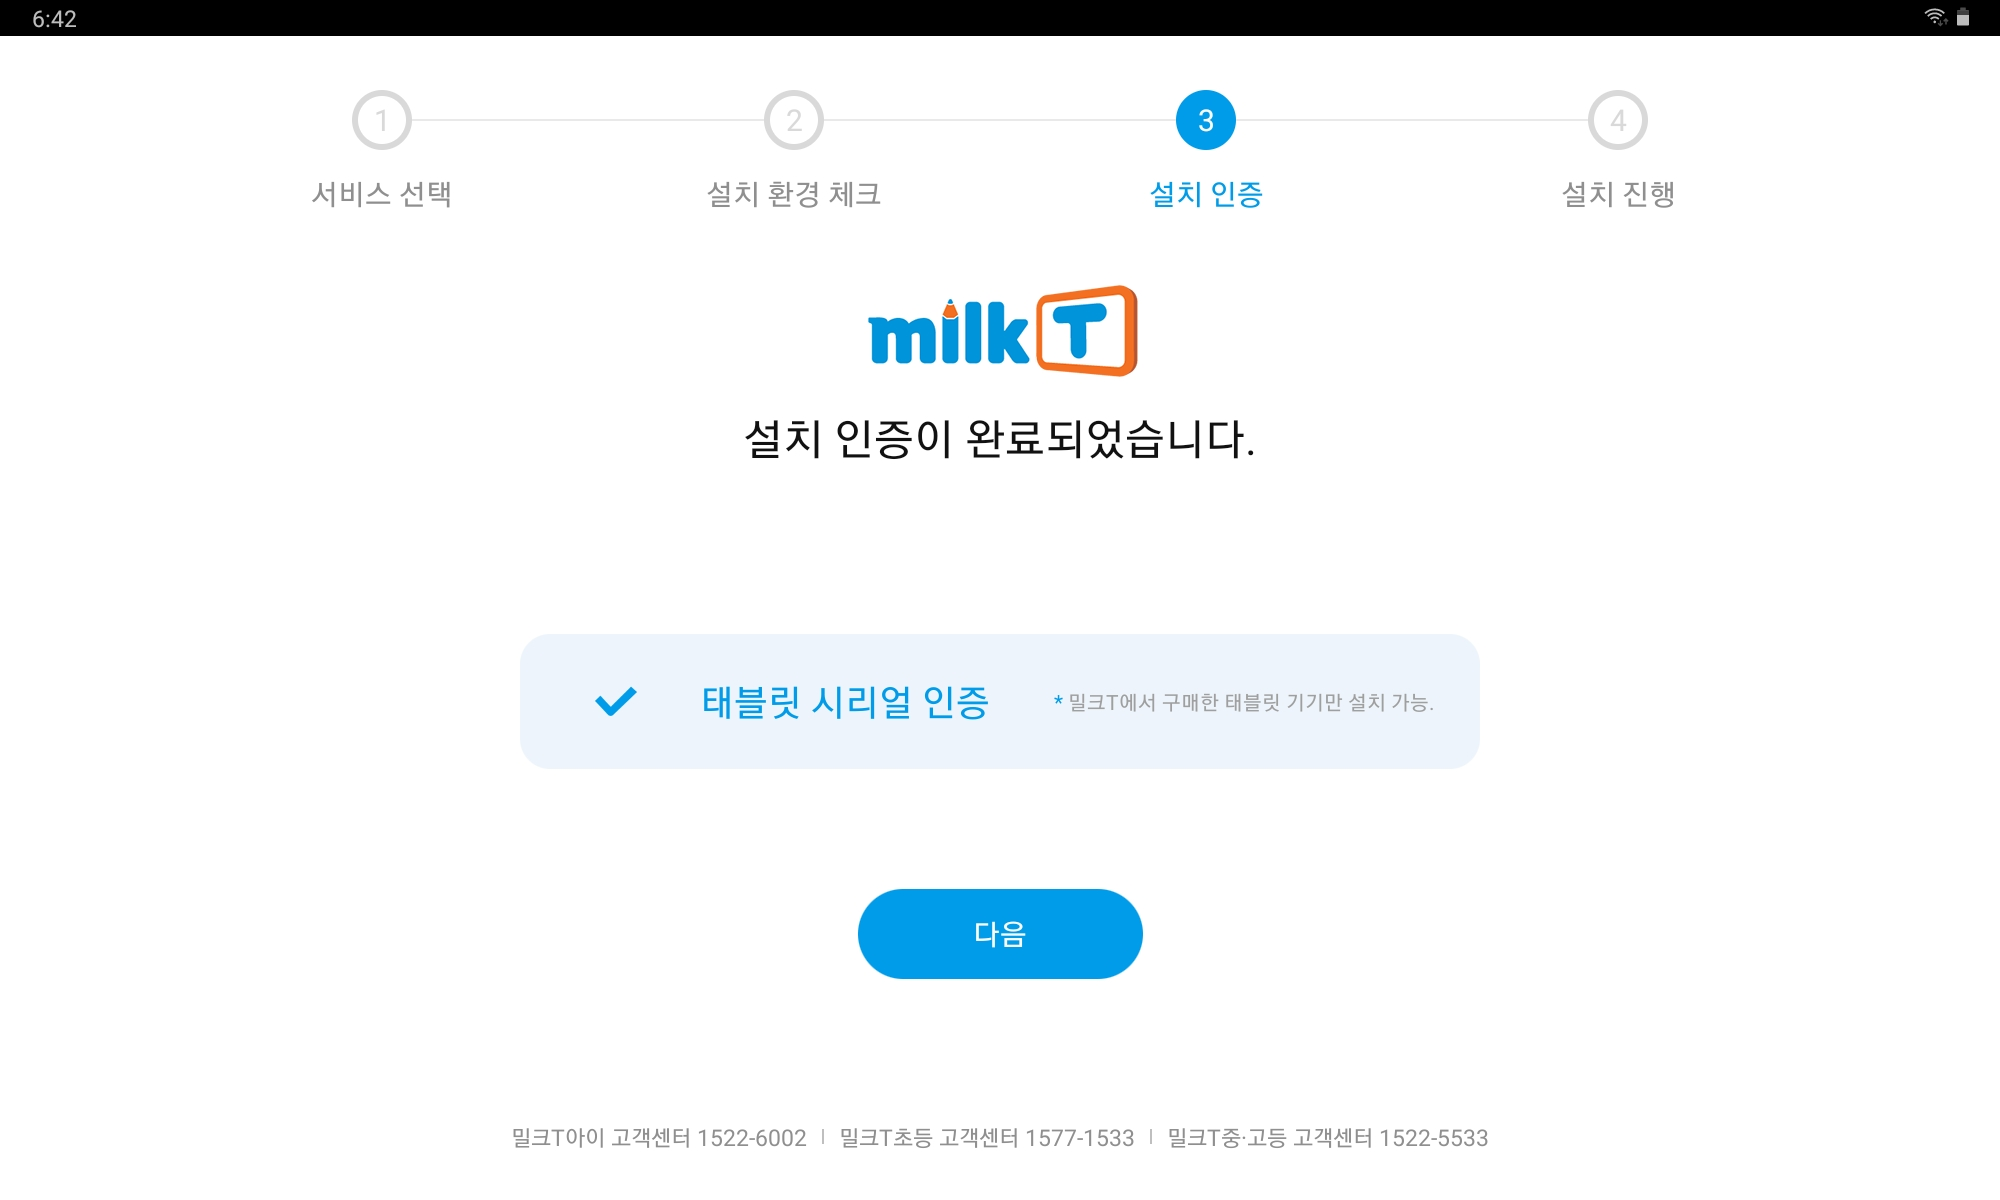 6:42
1 2 3 4
서비스 선택 설치 환경 체크 설치 인증 설치 진행
milkT
설치 인증이 완료되었습니다.
태블릿 시리얼 인증 * 밀크T에서 구매한 태블릿 기기만 설치 가능.
다음
밀크T아이 고객센터 1522-6002 | 밀크T초등 고객센터 1577-1533 | 밀크T중·고등 고객센터 1522-5533